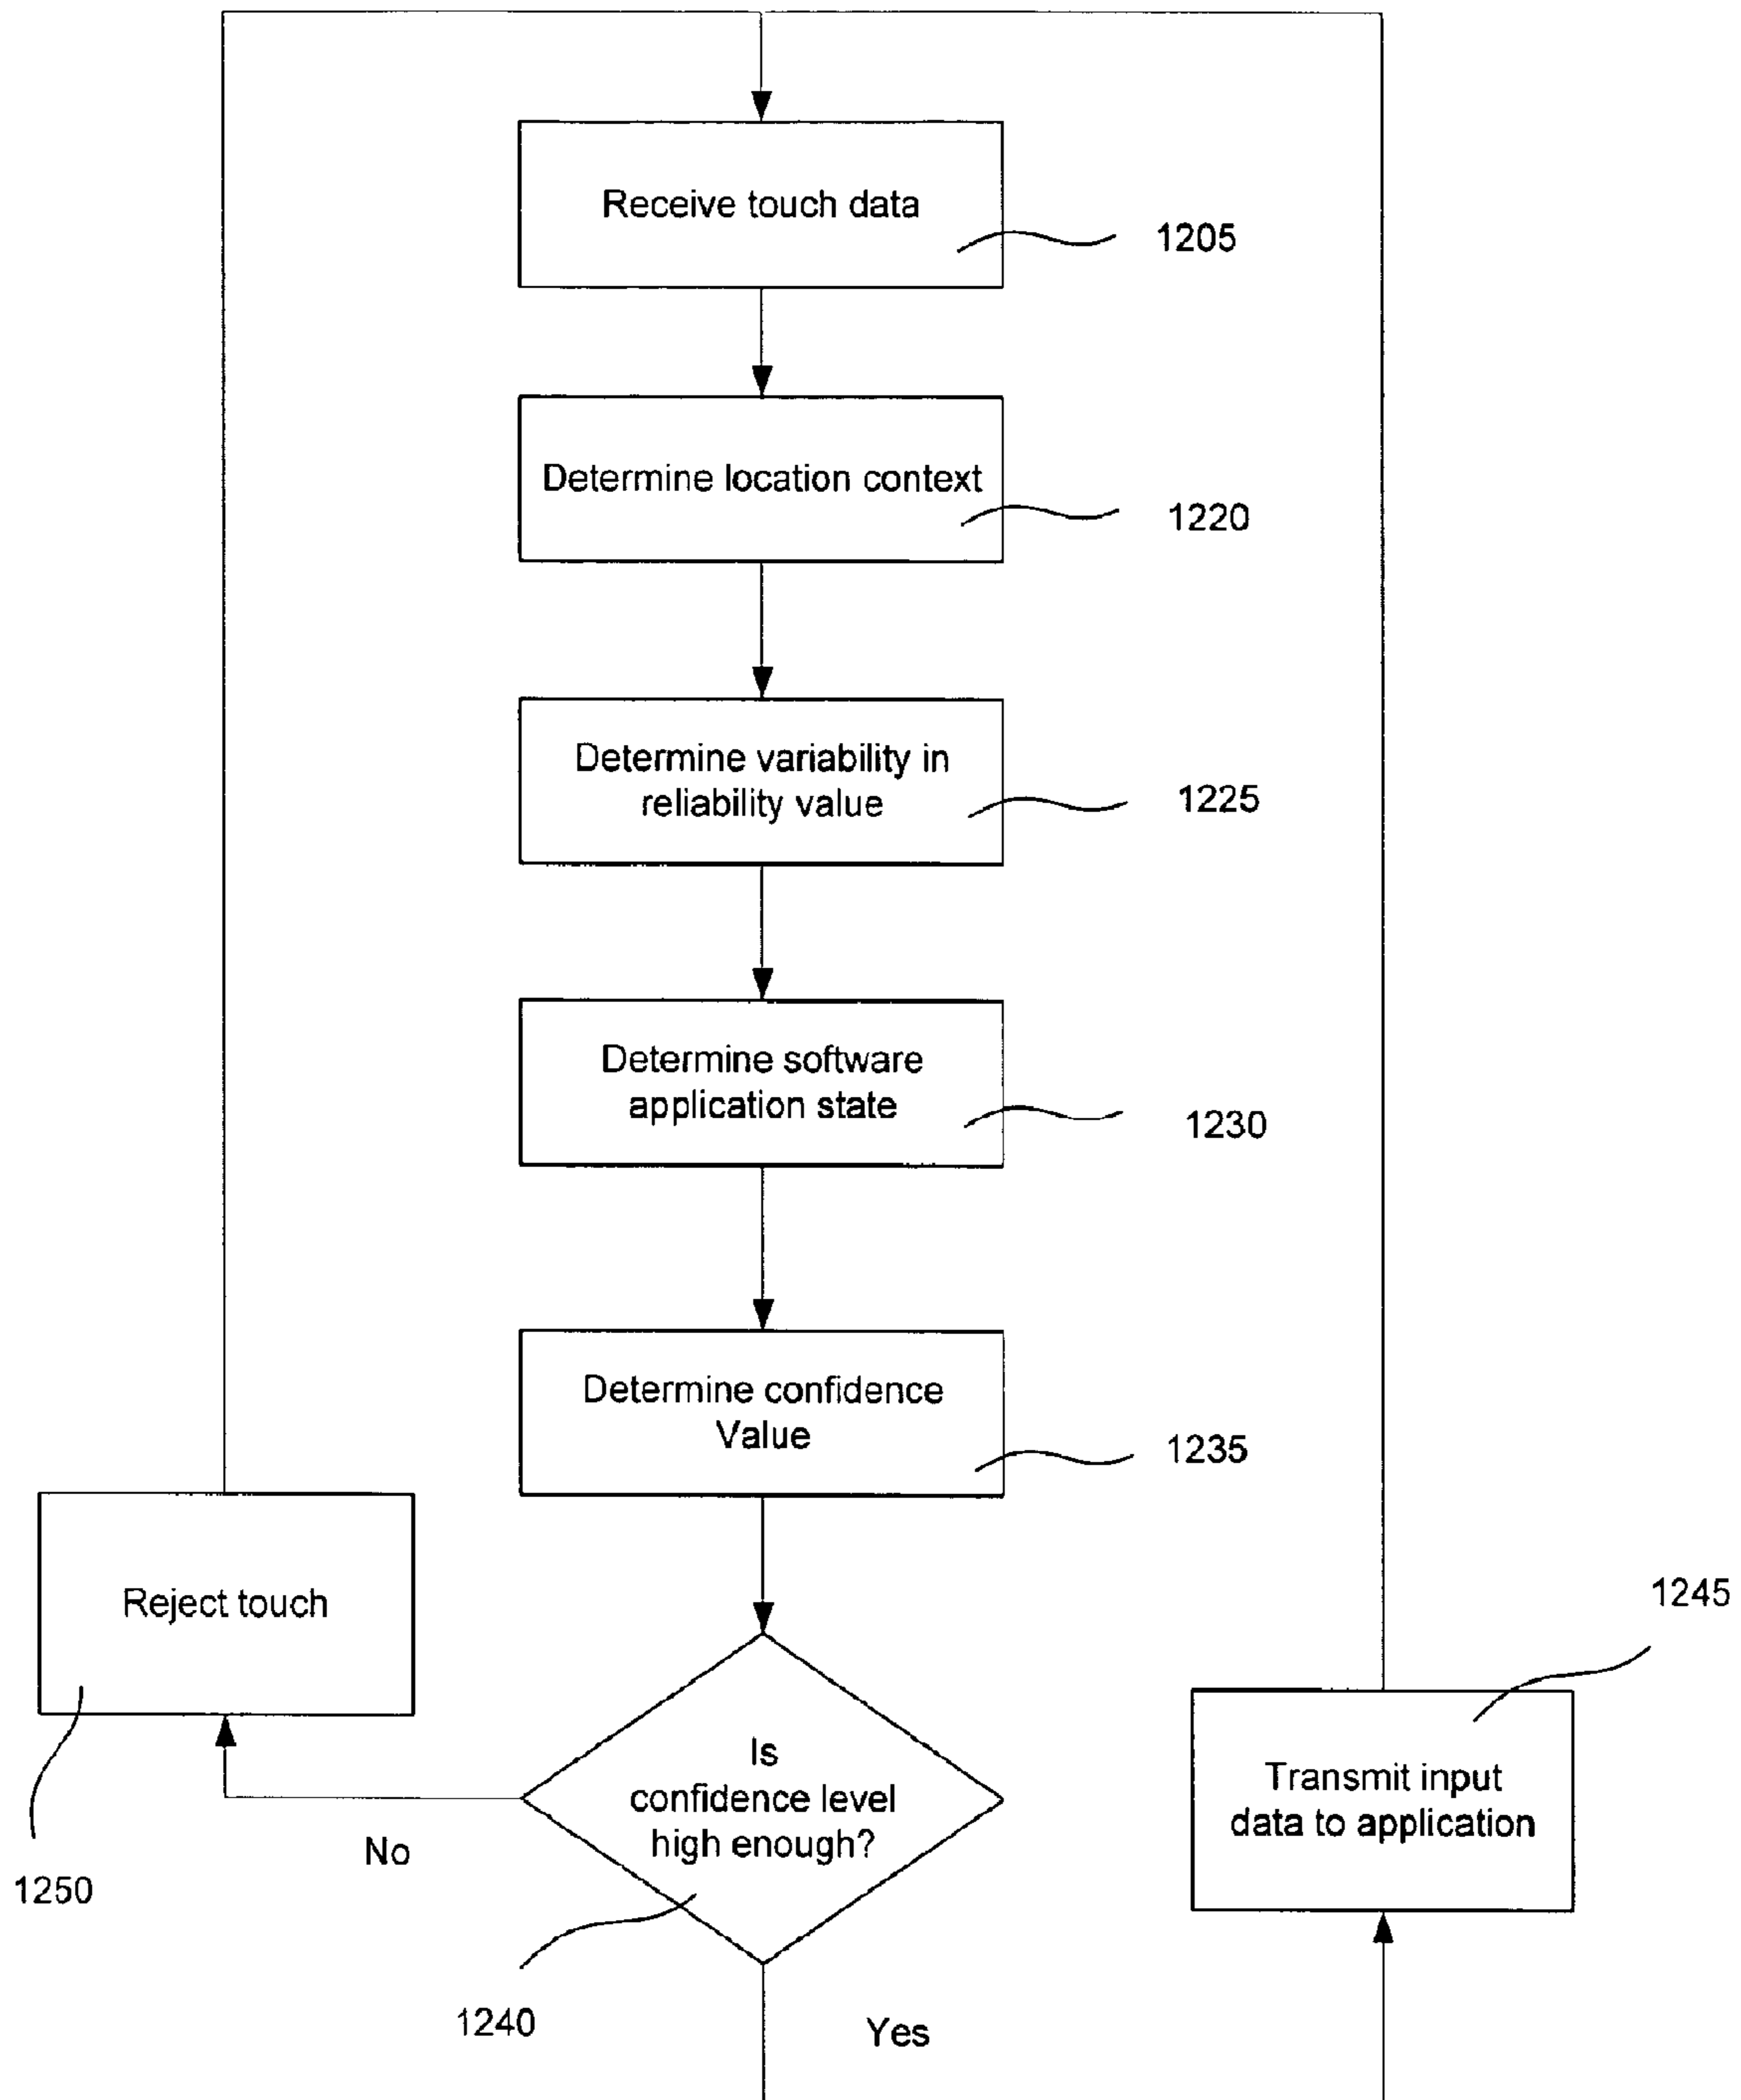 Receive touch data
1205
Determine location context
1220
Determine variability in
reliability value
1225
Determine software
application state
1230
Determine confidence
Value
1235
Reject touch
1250
Is
confidence level
high enough?
No
1240
Yes
1245
Transmit input
data to application